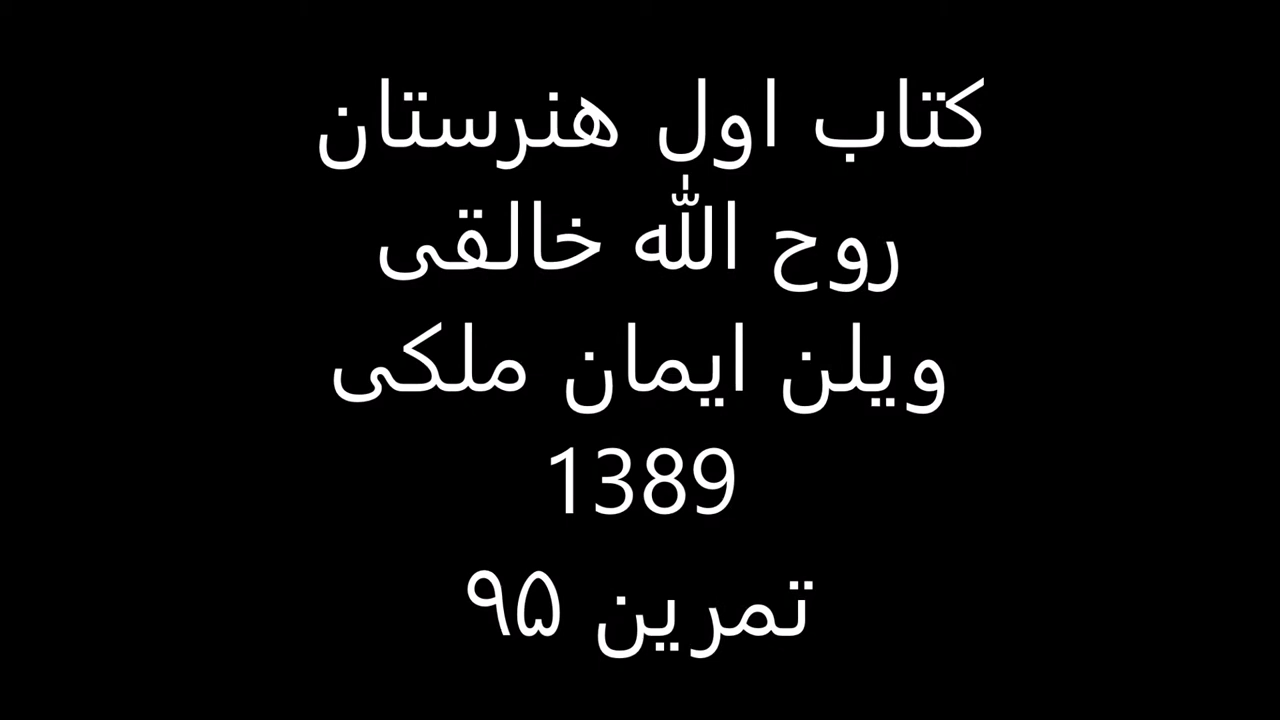 کتاب اول هنرستان
روح الله خالقی
ویلن ایمان ملکی
1389
تمرین ۹۵